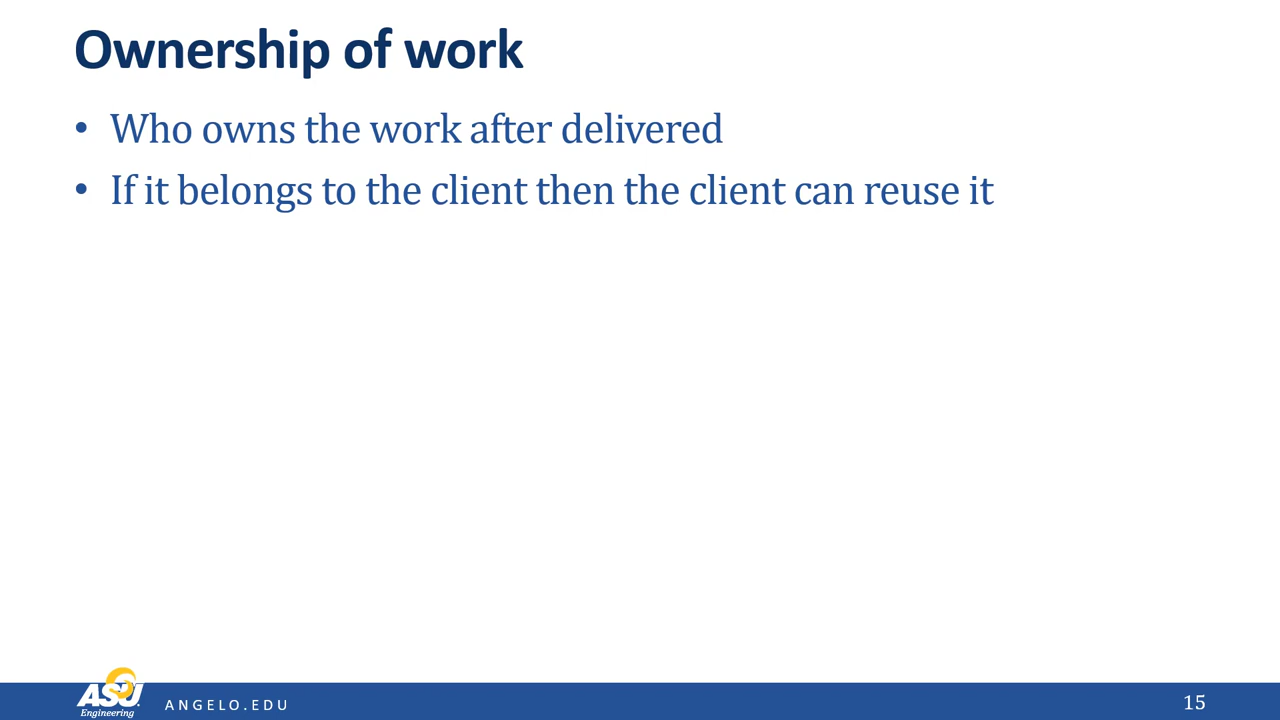 Ownership of work
• Who owns the work after delivered
• If it belongs to the client then the client can reuse it
ASU
Engineering
ANGELO.EDU
15